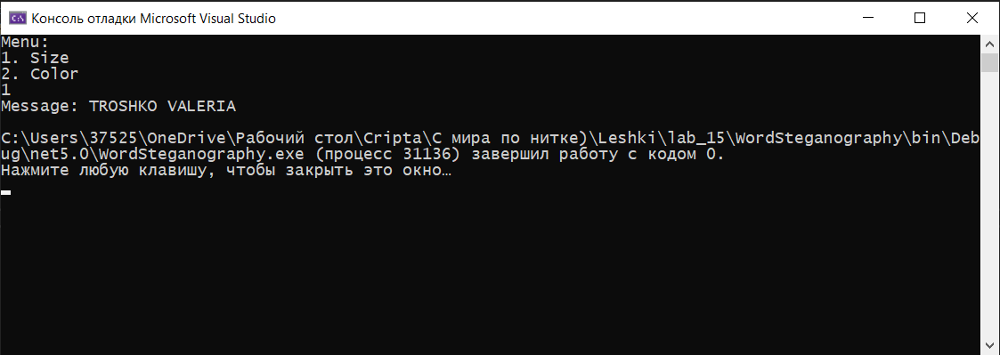 Консоль отладки Microsoft Visual Studio
Menu:
1. Size
2. Color
1
Message: TROSHKO VALERIA
C:\Users\37525\OneDrive\Рабочий стол\Cripta\С мира по нитке)\Leshki\lab_15\WordSteganography\bin\Deb
ug\net5.0\WordSteganography.exe (процесс 31136) завершил работу с кодом 0.
Нажмите любую клавишу, чтобы закрыть это окно…